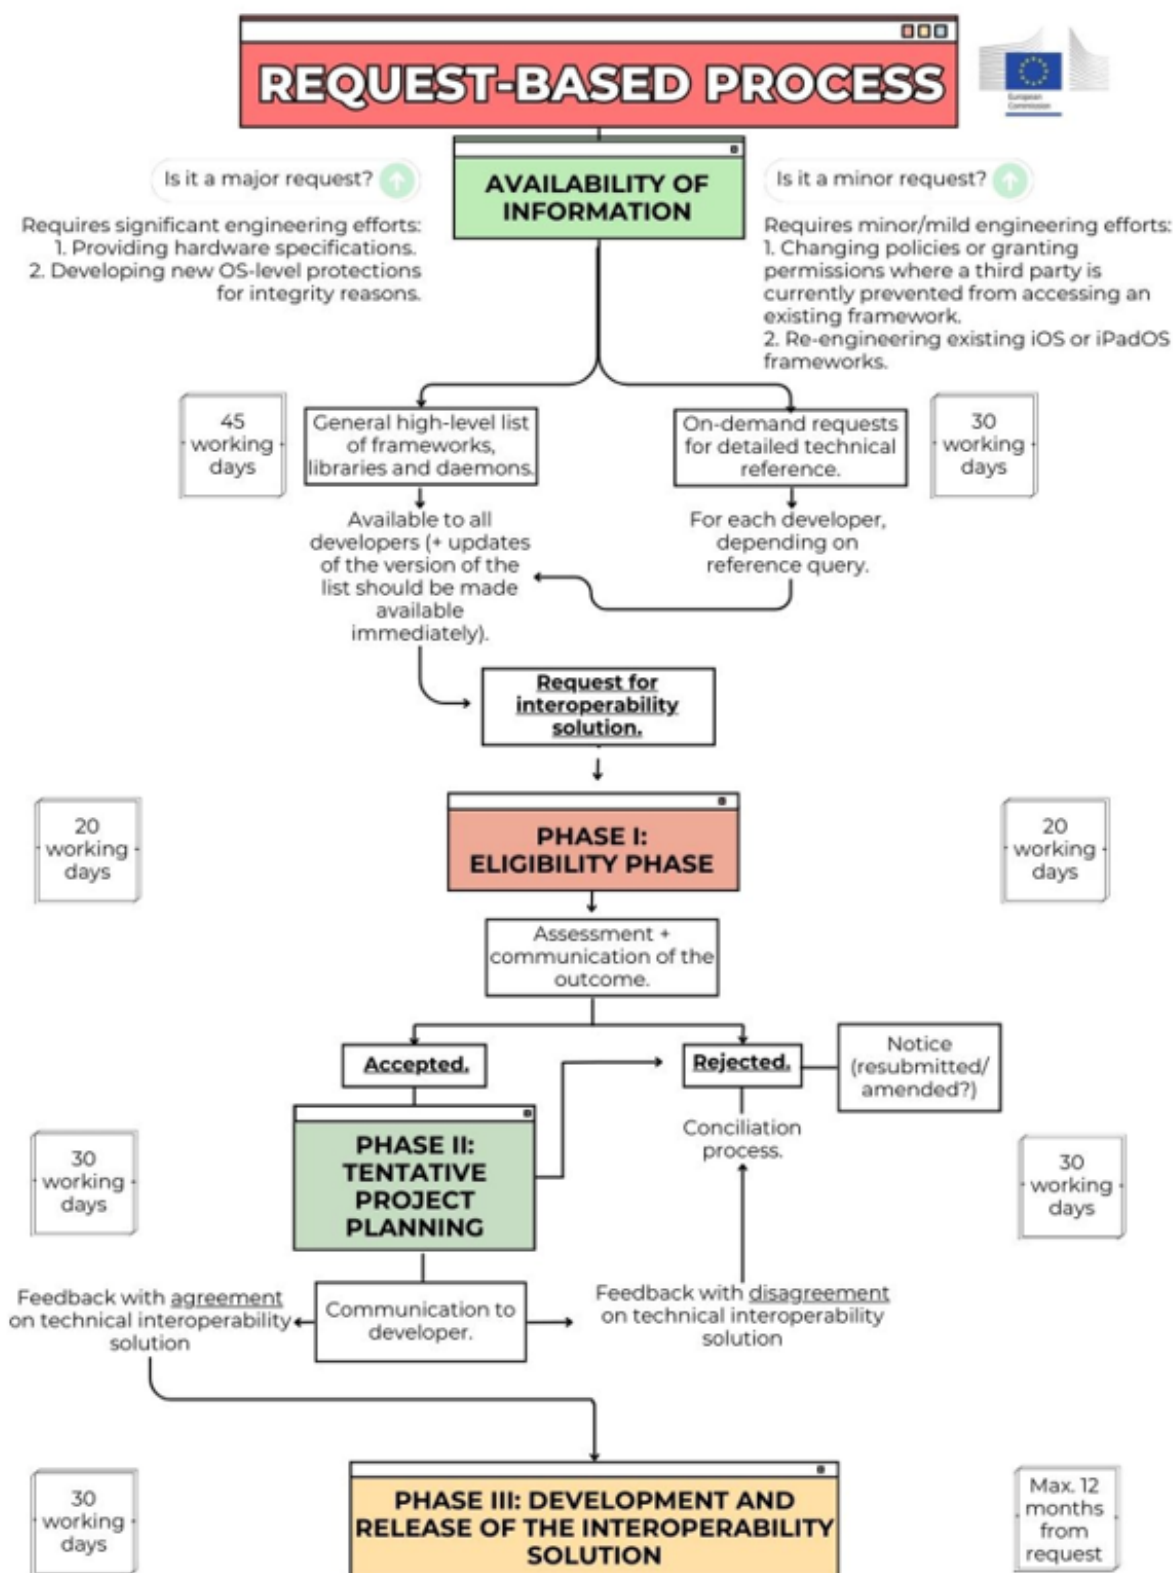 REQUEST-BASED PROCESS
European
Commission
Is it a major request?
Requires significant engineering efforts:
1. Providing hardware specifications.
2. Developing new OS-level protections
for integrity reasons.
AVAILABILITY OF
INFORMATION
Is it a minor request?
Requires minor/mild engineering efforts:
1. Changing policies or granting
permissions where a third party is
currently prevented from accessing an
existing framework.
2. Re-engineering existing iOS or iPadOS
frameworks.
45
working
days
General high-level list
of frameworks,
libraries and daemons.
On-demand requests
for detailed technical
reference.
30
working
days
Available to all
developers (+ updates
of the version of the
list should be made
available
immediately).
For each developer,
depending on
reference query.
Request for
interoperability
solution.
20
working
days
PHASE I:
ELIGIBILITY PHASE
20
working
days
Assessment +
communication of the
outcome.
Accepted.
Rejected.
Notice
(resubmitted/
amended?)
30
working
days
PHASE II:
TENTATIVE
PROJECT
PLANNING
Conciliation
process.
30
working
days
Feedback with agreement
on technical interoperability
solution
Communication to
developer.
Feedback with disagreement
on technical interoperability
solution
30
working
days
PHASE III: DEVELOPMENT AND
RELEASE OF THE INTEROPERABILITY
SOLUTION
Max. 12
months
from
request